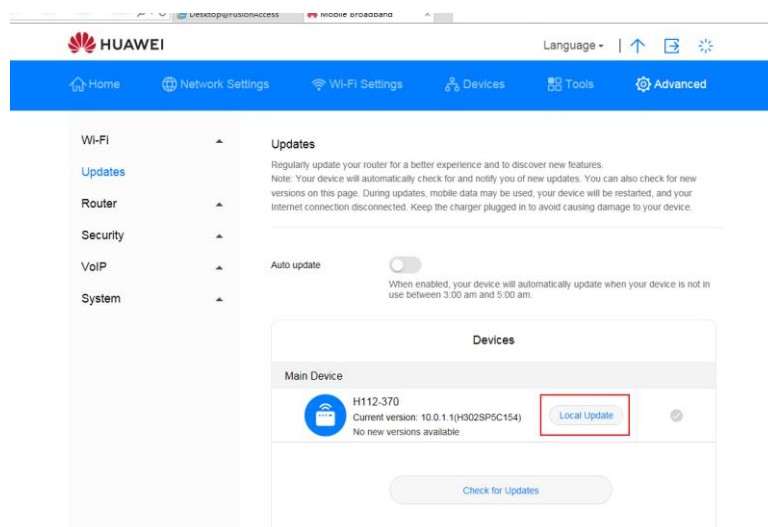 Desktop@FusionAccess
Mobile Broadband
HUAWEI
Language
Home
Network Settings
Wi-Fi Settings
Devices
Tools
Advanced
Wi-Fi
Updates
Router
Security
VoIP
System
Updates
Regularly update your router for a better experience and to discover new features.
Note: Your device will automatically check for and notify you of new updates. You can also check for new
versions on this page. During updates, mobile data may be used, your device will be restarted, and your
Internet connection disconnected. Keep the charger plugged in to avoid causing damage to your device.
Auto update
When enabled, your device will automatically update when your device is not in
use between 3:00 am and 5:00 am.
Devices
Main Device
H112-370
Current version: 10.0.1.1(H302SP5C154)
No new versions available
Local Update
Check for Updates